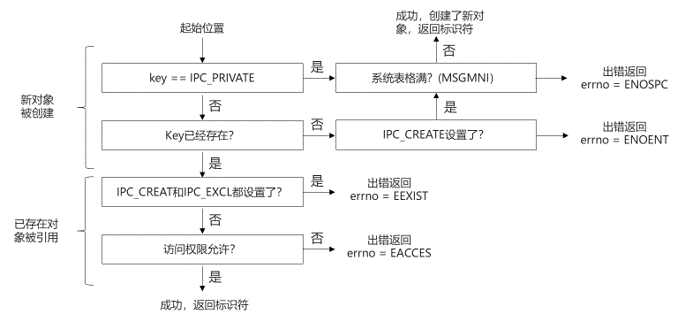 成功，创建了新对
象，返回标识符
起始位置
否
key == IPC_PRIVATE
是
系统表格满？(MSGMNI)
出错返回
errno = ENOSPC
新对象
被创建
否
是
Key已经存在？
否
IPC_CREATE设置了？
出错返回
errno = ENOENT
是
IPC_CREAT和IPC_EXCL都设置了？
是
出错返回
errno = EEXIST
已存在对
象被引用
否
访问权限允许？
否
出错返回
errno = EACCES
是
成功，返回标识符